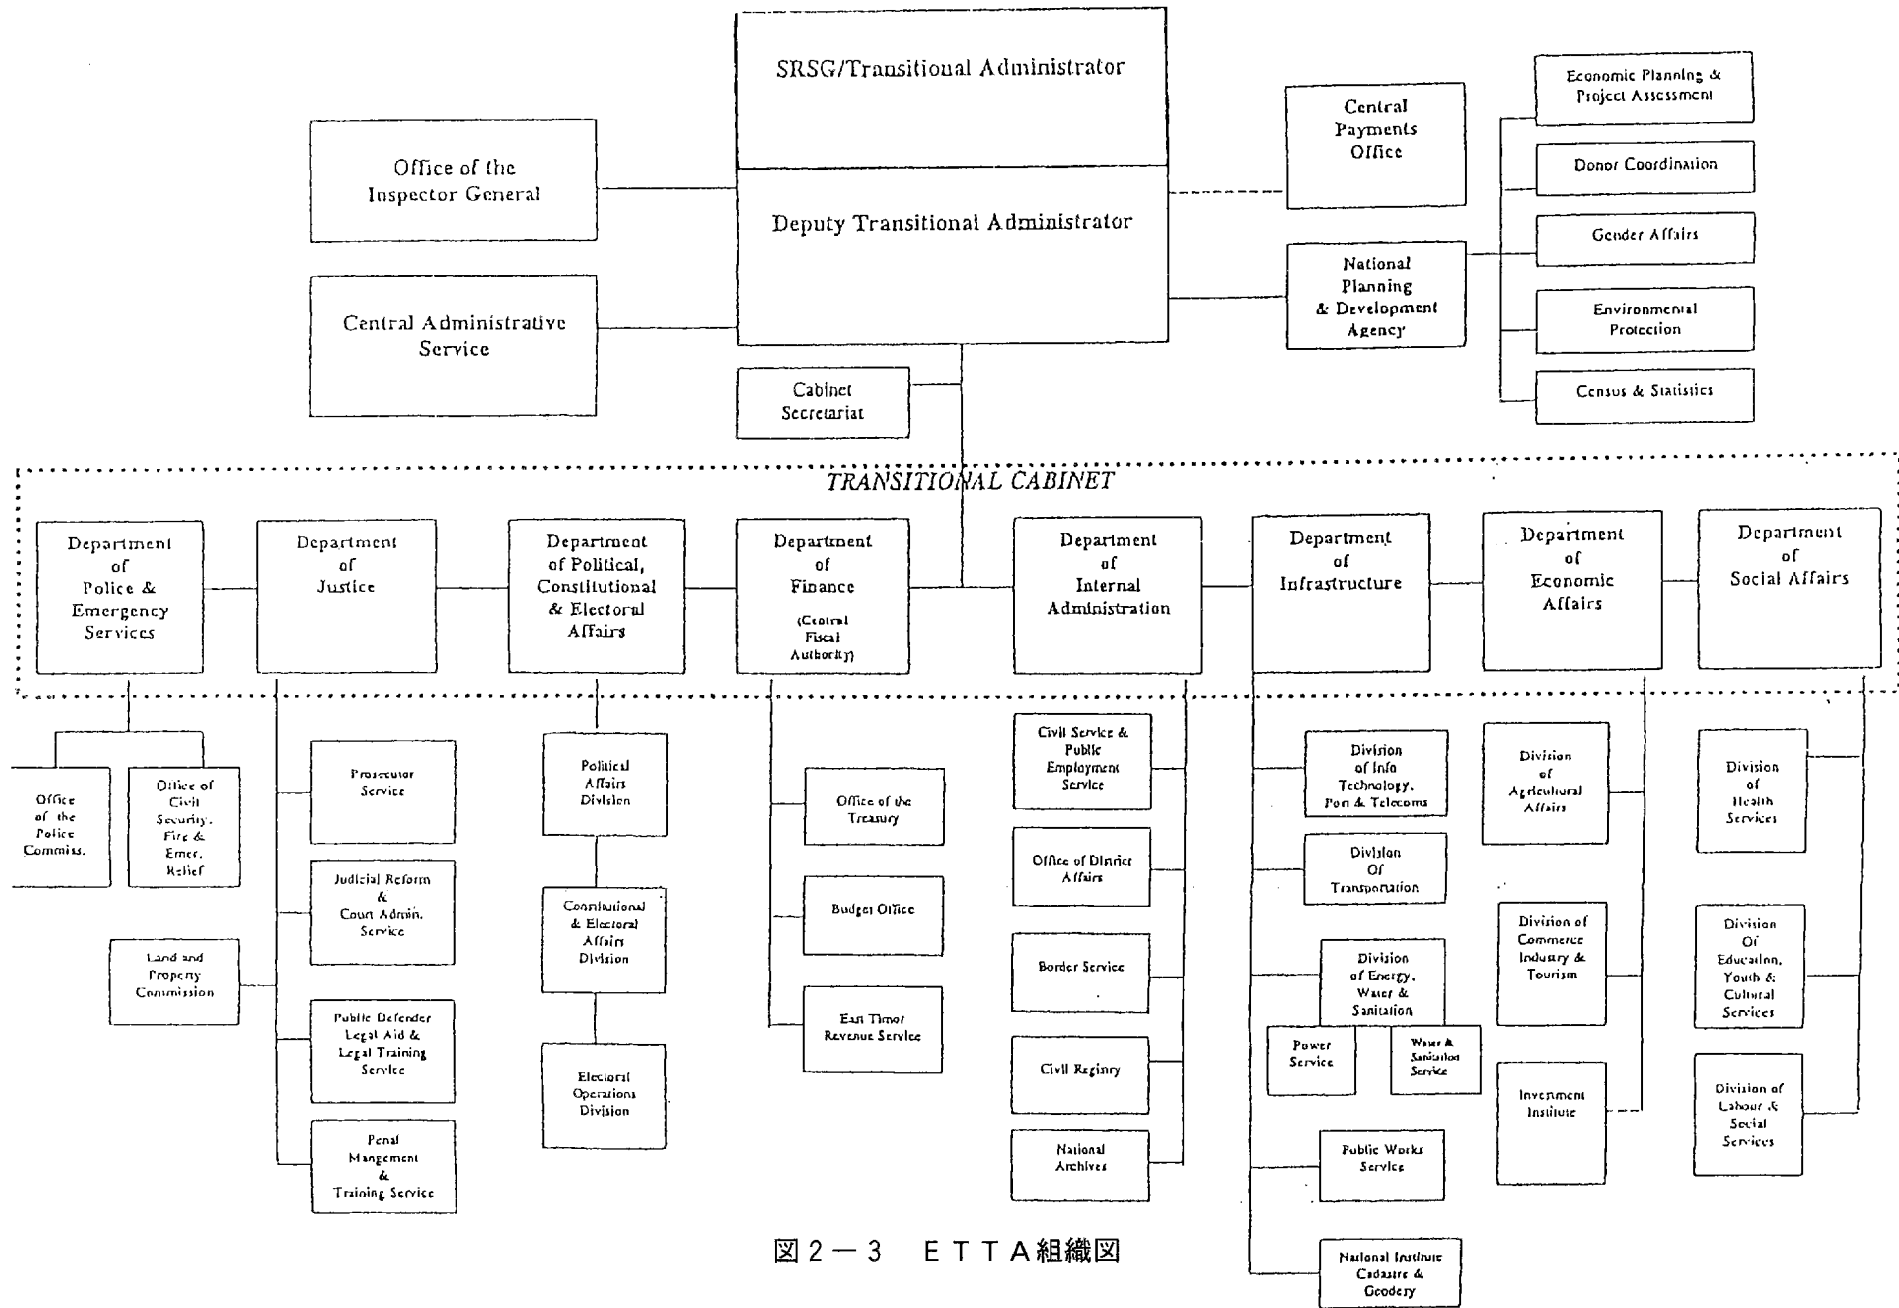 SRSG/Transitional Administrator
Deputy Transitional Administrator
Office of the
Inspector General
Central Administrative
Service
Central
Payments
Office
National
Planning
& Development
Agency
Economic Planning &
Project Assessment
Donor Coordination
Gender Affairs
Environmental
Protection
Census & Statistics
Cabinet
Secretariat
TRANSITIONAL CABINET
Department
of
Police &
Emergency
Services
Department
of
Justice
Department
of Political,
Constitutional
& Electoral
Affairs
Department
of
Finance
(Central
Fiscal
Authority)
Department
of
Internal
Administration
Department
of
Infrastructure
Department
of
Economic
Affairs
Department
of
Social Affairs
Office
of the
Police
Commiss.
Office of
Civil
Security,
Fire &
Emer.
Relief
Land and
Property
Commission
Prosecutor
Service
Judicial Reform
&
Court Admin.
Service
Public Defender
Legal Aid &
Legal Training
Service
Penal
Mangement
&
Training Service
Political
Affairs
Division
Constitutional
& Electoral
Affairs
Division
Electoral
Operations
Division
Office of the
Treasury
Budget Office
East Timor
Revenue Service
Civil Service &
Public
Employment
Service
Office of District
Affairs
Border Service
Civil Registry
National
Archives
Division
of Info
Technology,
Post & Telecoms
Division
Of
Transportation
Division
of Energy,
Water &
Sanitation
Power
Service
Water &
Sanitation
Service
Public Works
Service
National Institute
Cadastre &
Geodery
Division
of
Agricultural
Affairs
Division of
Commerce
Industry &
Tourism
Investment
Institute
Division
of
Health
Services
Division
Of
Education,
Youth &
Cultural
Services
Division of
Labour &
Social
Services
図2－3　ETTA組織図